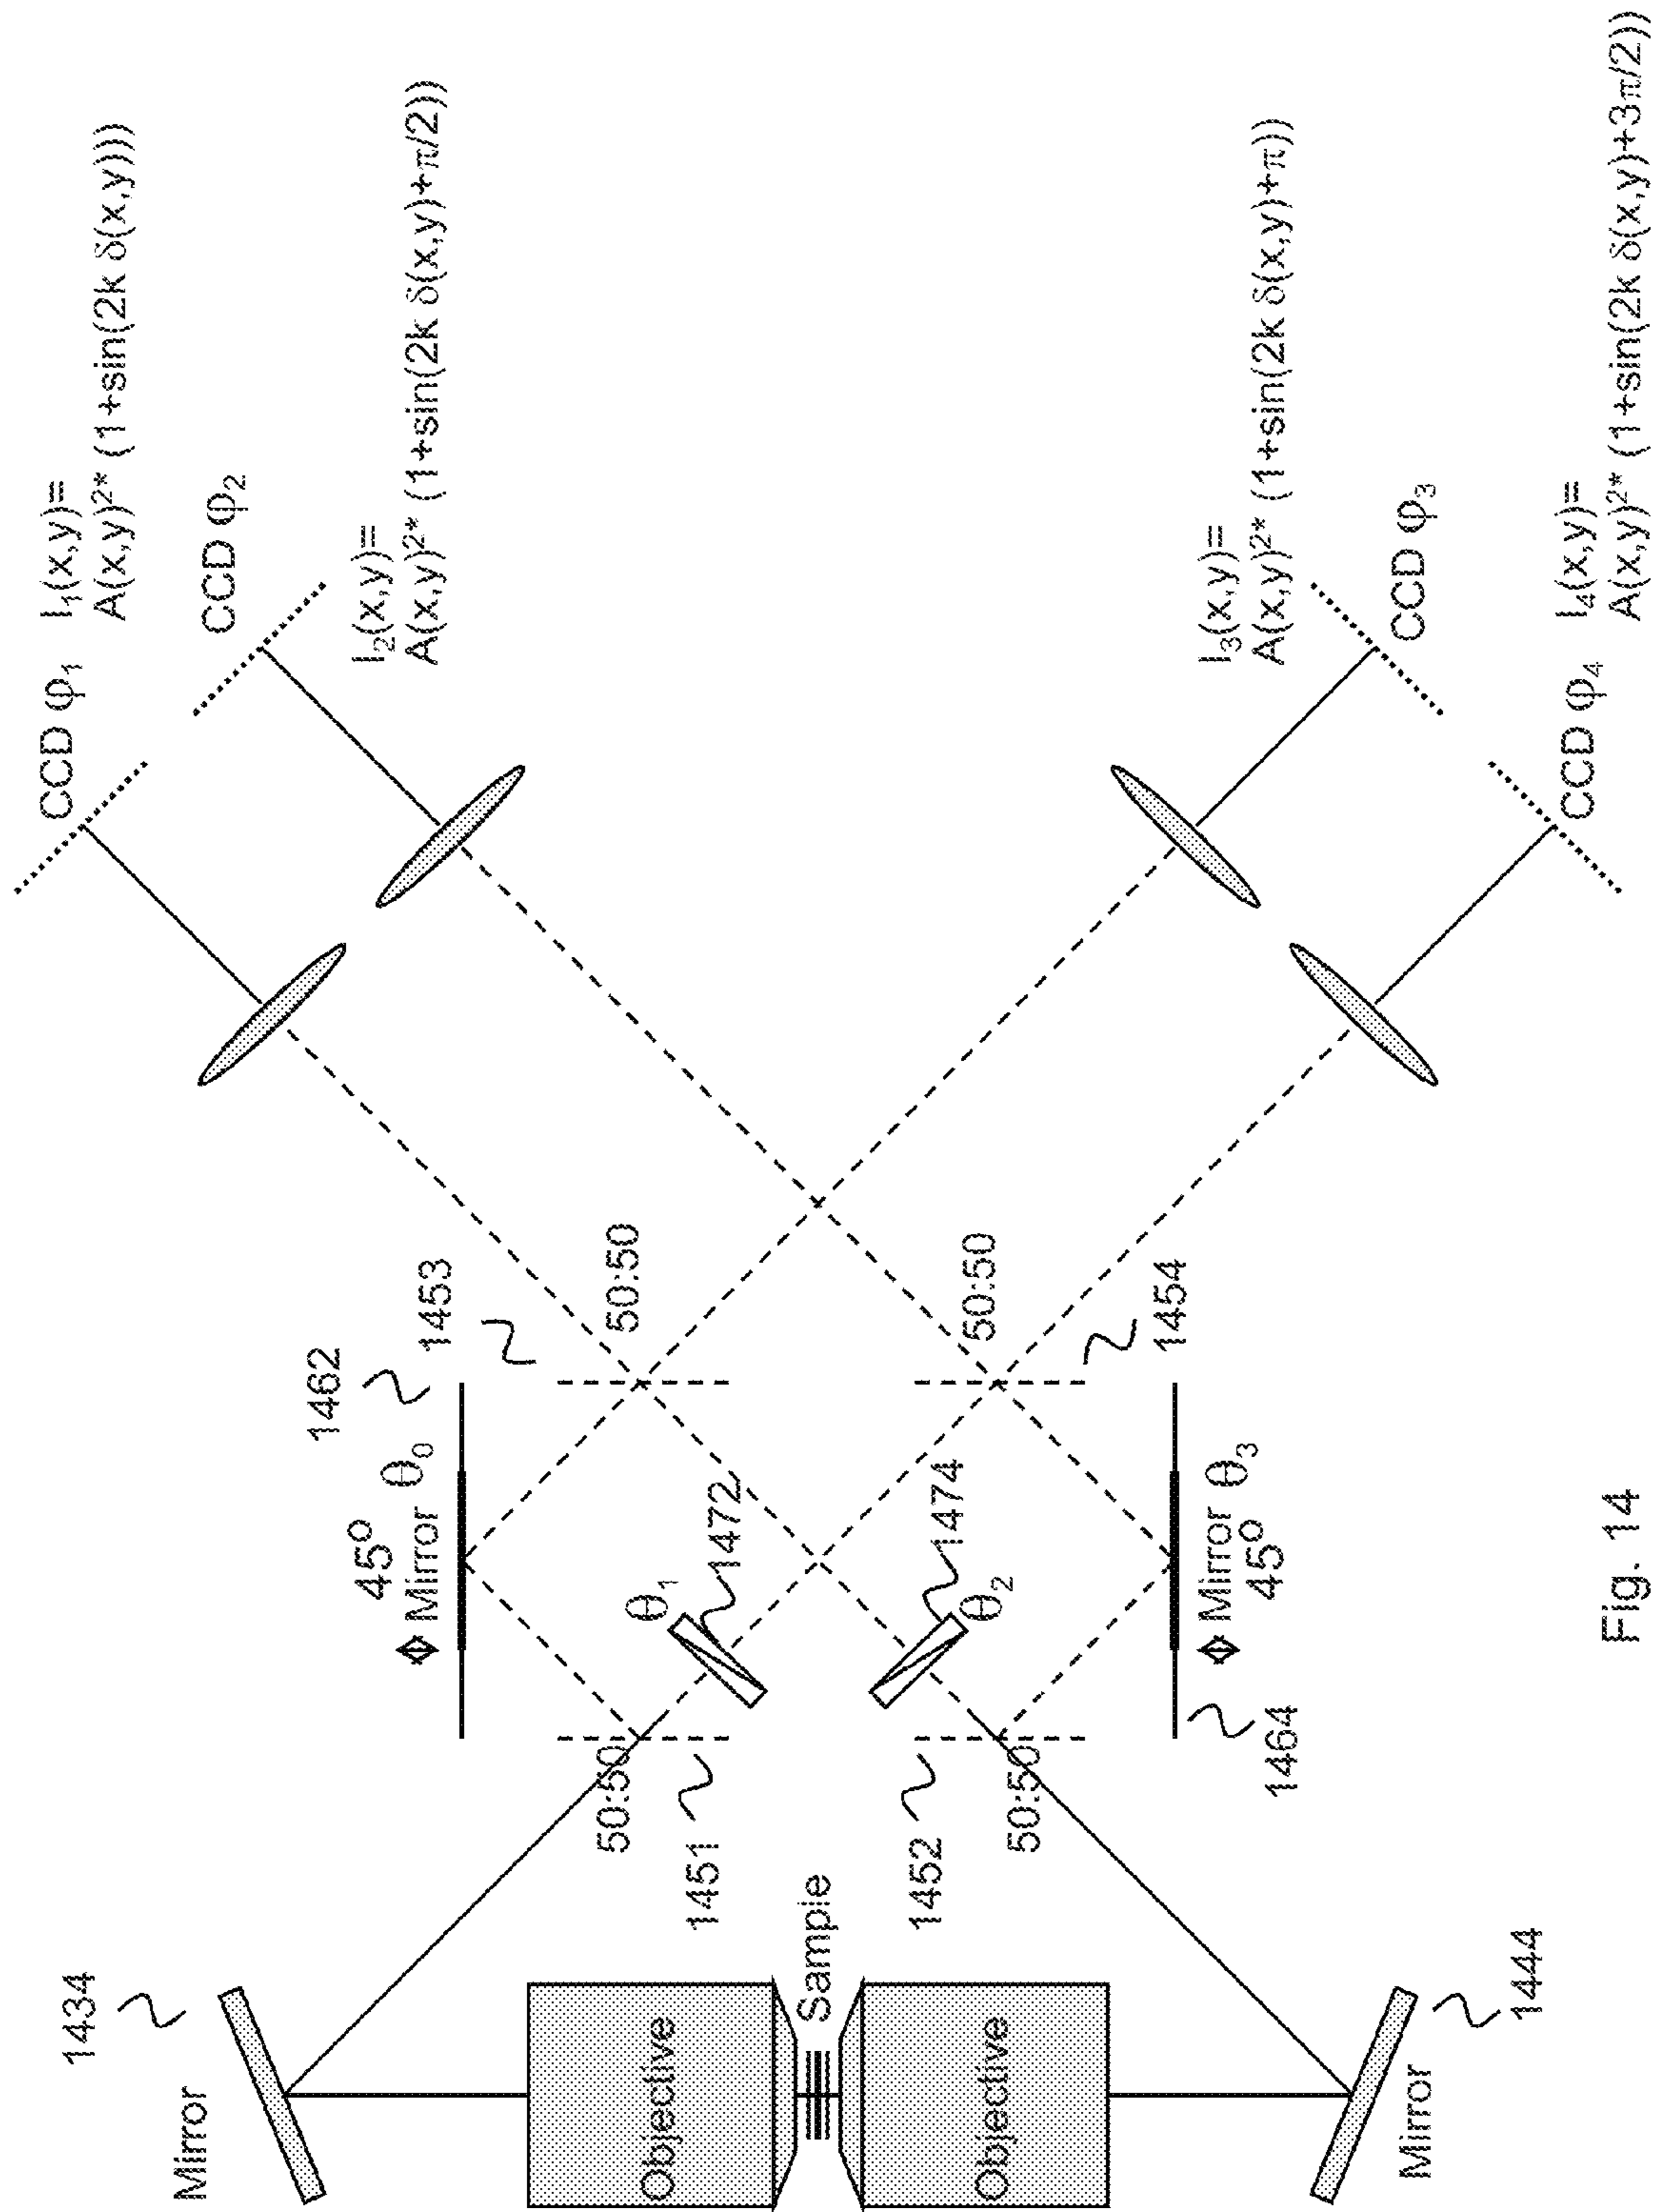 CCD φ₁
I₁(x,y)=
A(x,y)²* (1+sin(2k δ(x,y)))
CCD φ₂
I₂(x,y)=
A(x,y)²* (1+sin(2k δ(x,y)+π/2))
I₃(x,y)=
A(x,y)²* (1+sin(2k δ(x,y)+π))
CCD φ₃
I₄(x,y)=
A(x,y)²* (1+sin(2k δ(x,y)+3π/2))
CCD φ₄
1434
Mirror
1462
45°
Mirror θ₀
1453
50:50
50:50
1451
θ₁
1472
Objective
Sample
Objective
1452
50:50
θ₂
1474
50:50
1454
Mirror θ₃
45°
1464
1444
Mirror
Fig. 14